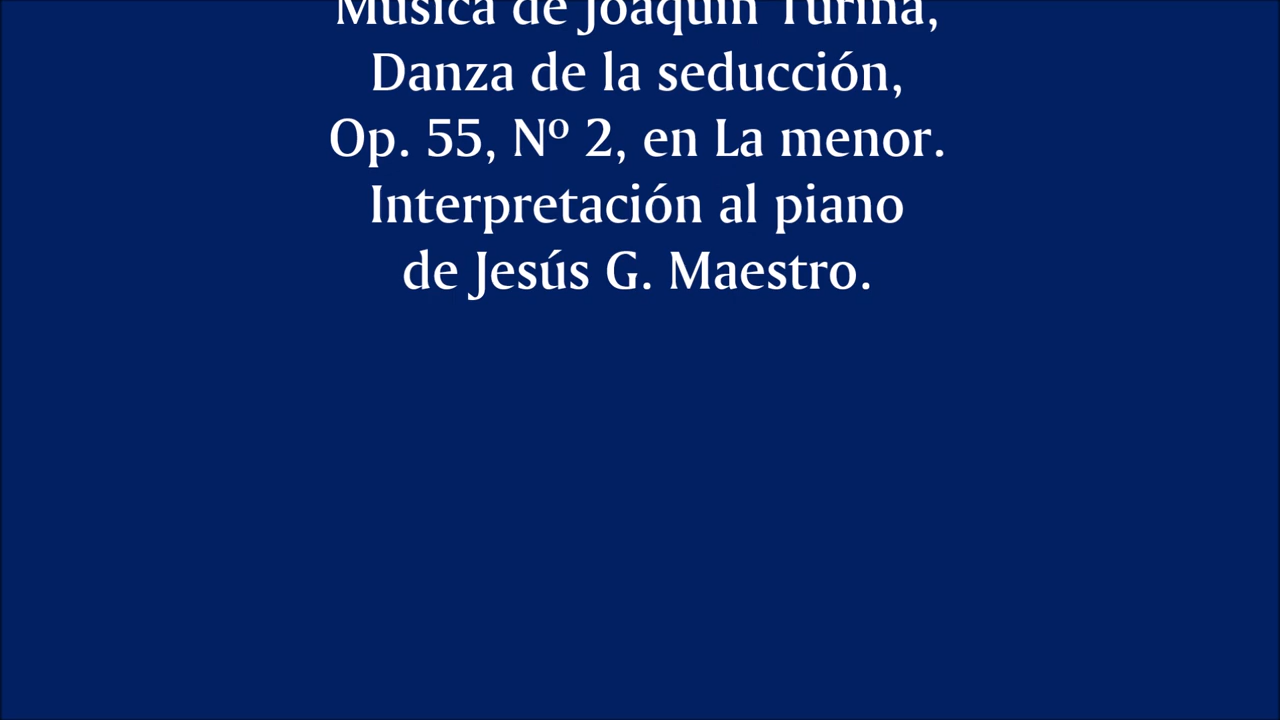 Música de Joaquín Turina,
Danza de la seducción,
Op. 55, Nº 2, en La menor.
Interpretación al piano
de Jesús G. Maestro.